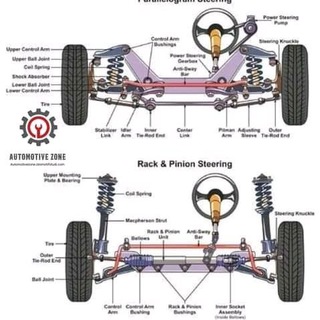 Parallelogram Steering
Power Steering
Pump
Control Arm
Bushings
Upper Control Arm
Upper Ball Joint
Coil Spring
Shock Absorber
Lower Ball Joint
Lower Control Arm
Tire
Power Steering
Gearbox
Anti-Sway
Bar
Steering Knuckle
Stabilizer
Link
Idler
Arm
Inner
Tie-Rod End
Center
Link
Pitman
Arm
Adjusting
Sleeve
Outer
Tie-Rod End
AUTOMOTIVE ZONE
Rack & Pinion Steering
Upper Mounting
Plate & Bearing
Coil Spring
Macpherson Strut
Rack & Pinion
Unit
Anti-Sway
Bar
Steering Knuckle
Tire
Bellows
Outer
Tie-Rod End
Ball Joint
Control
Arm
Control Arm
Bushing
Rack & Pinion
Bushings
Inner Socket
Assembly
(Inside Bellows)